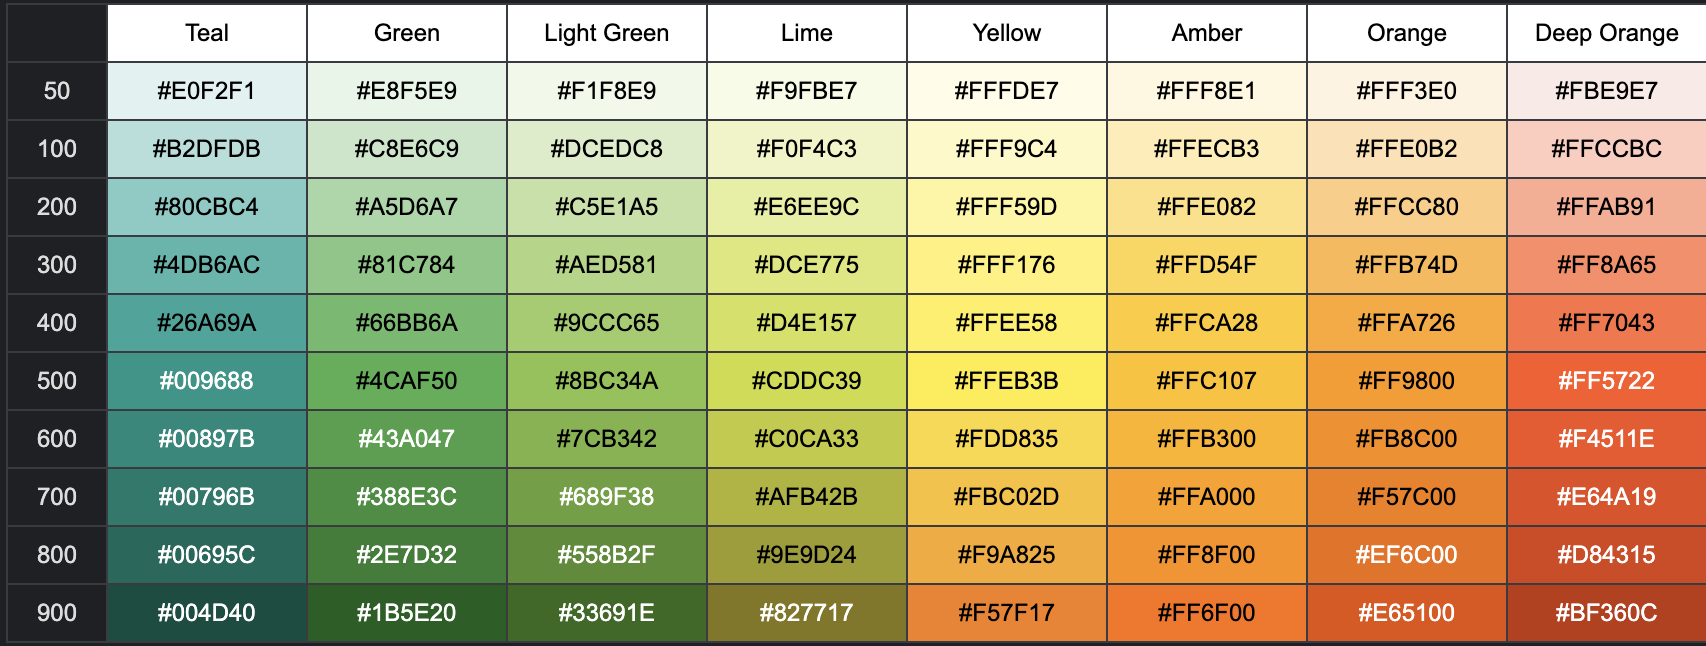 Teal Green Light Green Lime Yellow Amber Orange Deep Orange
50 #E0F2F1 #E8F5E9 #F1F8E9 #F9FBE7 #FFFDE7 #FFF8E1 #FFF3E0 #FBE9E7
100 #B2DFDB #C8E6C9 #DCEDC8 #F0F4C3 #FFF9C4 #FFECB3 #FFE0B2 #FFCCBC
200 #80CBC4 #A5D6A7 #C5E1A5 #E6EE9C #FFF59D #FFE082 #FFCC80 #FFAB91
300 #4DB6AC #81C784 #AED581 #DCE775 #FFF176 #FFD54F #FFB74D #FF8A65
400 #26A69A #66BB6A #9CCC65 #D4E157 #FFEE58 #FFCA28 #FFA726 #FF7043
500 #009688 #4CAF50 #8BC34A #CDDC39 #FFEB3B #FFC107 #FF9800 #FF5722
600 #00897B #43A047 #7CB342 #C0CA33 #FDD835 #FFB300 #FB8C00 #F4511E
700 #00796B #388E3C #689F38 #AFB42B #FBC02D #FFA000 #F57C00 #E64A19
800 #00695C #2E7D32 #558B2F #9E9D24 #F9A825 #FF8F00 #EF6C00 #D84315
900 #004D40 #1B5E20 #33691E #827717 #F57F17 #FF6F00 #E65100 #BF360C